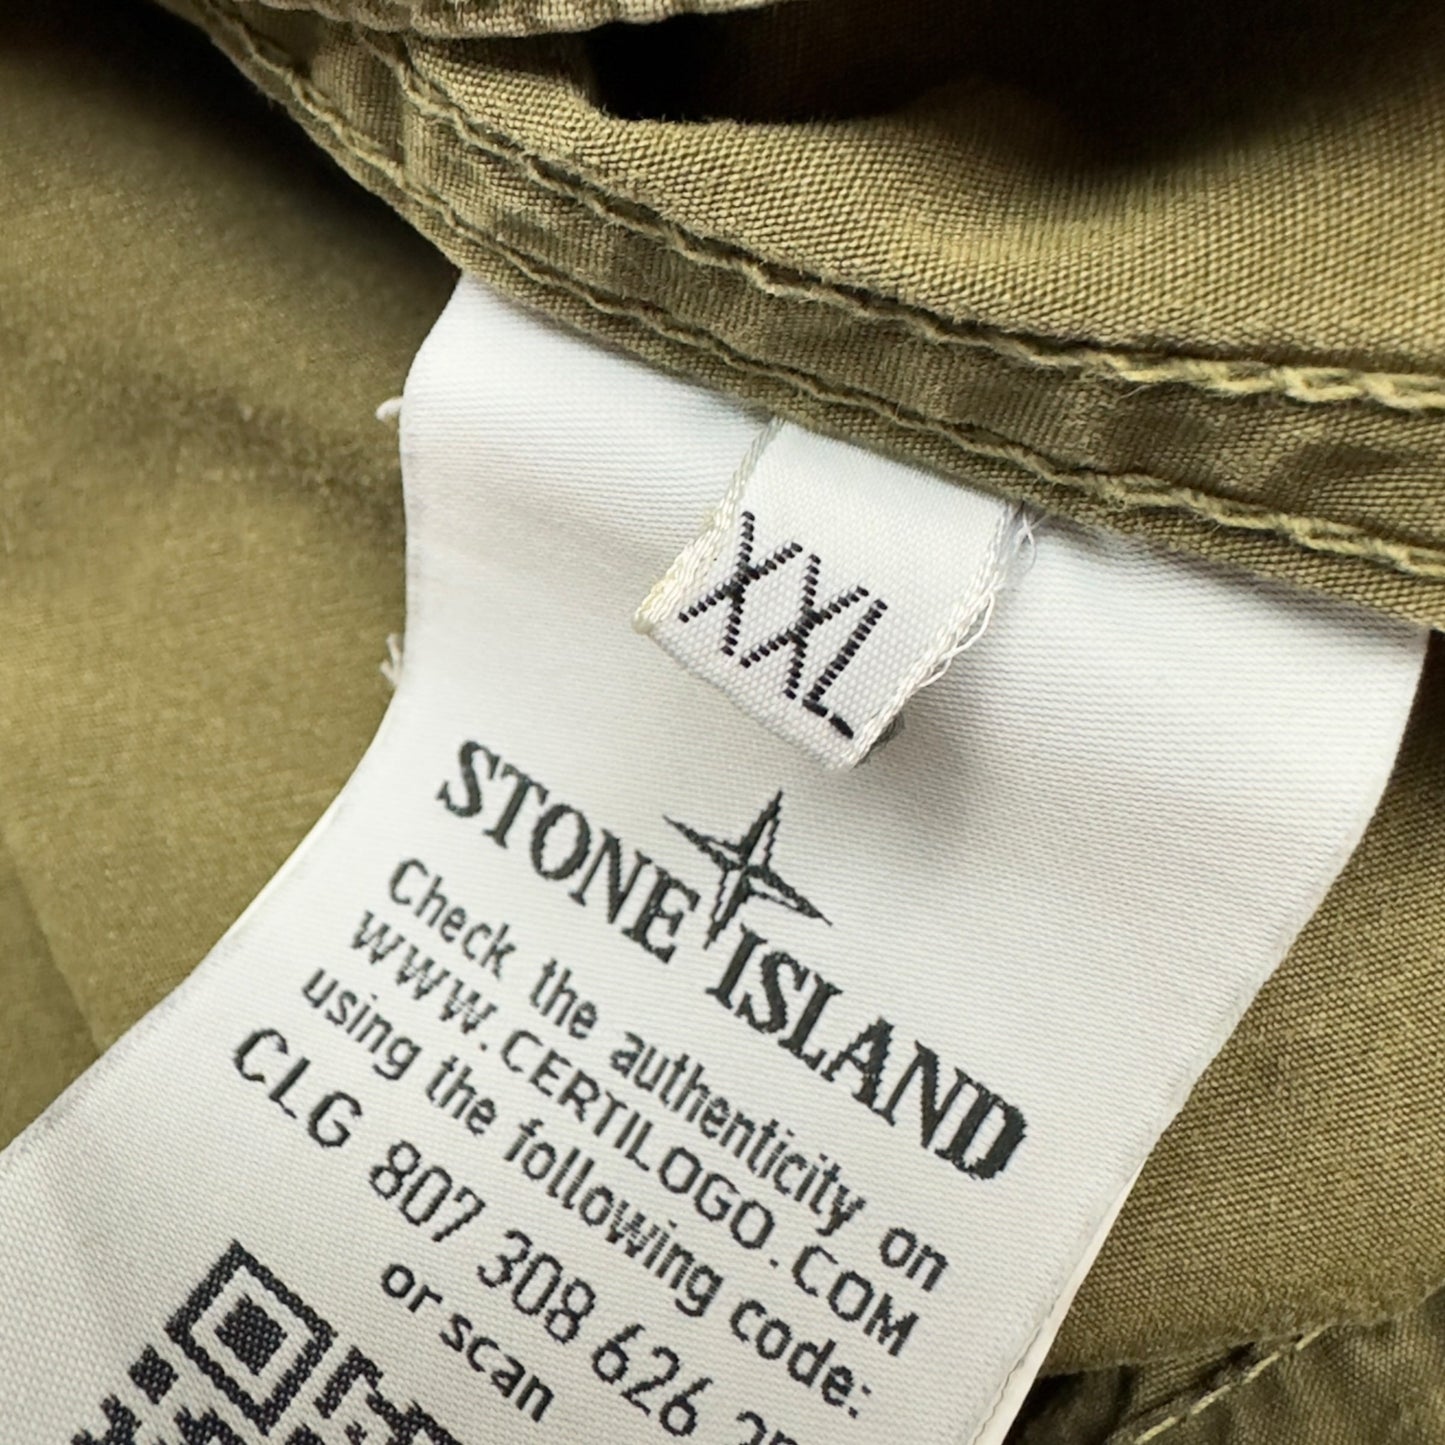 XXL
STONE ISLAND
Check the authenticity on
WWW.CERTILOGO.COM
using the following code:
CLG 807 308 626
or scan